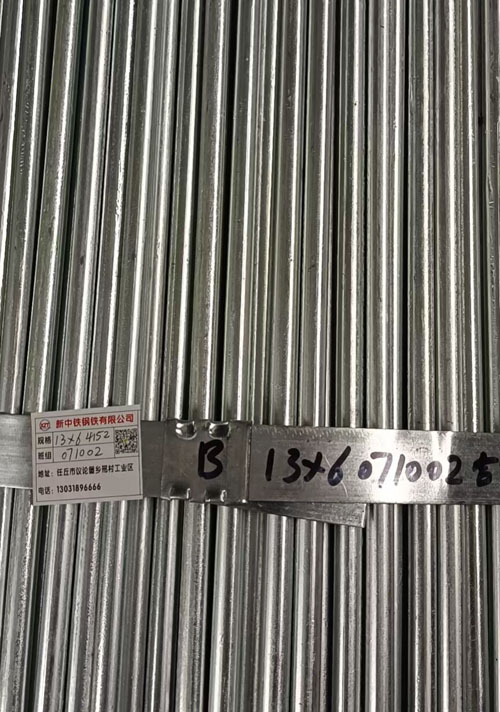 新中铁钢铁有限公司
规格 13×6 4152
班组 071002
地址：任丘市议论堡乡邢村工业区
电话：13031896666
B 13×6 071002 吉